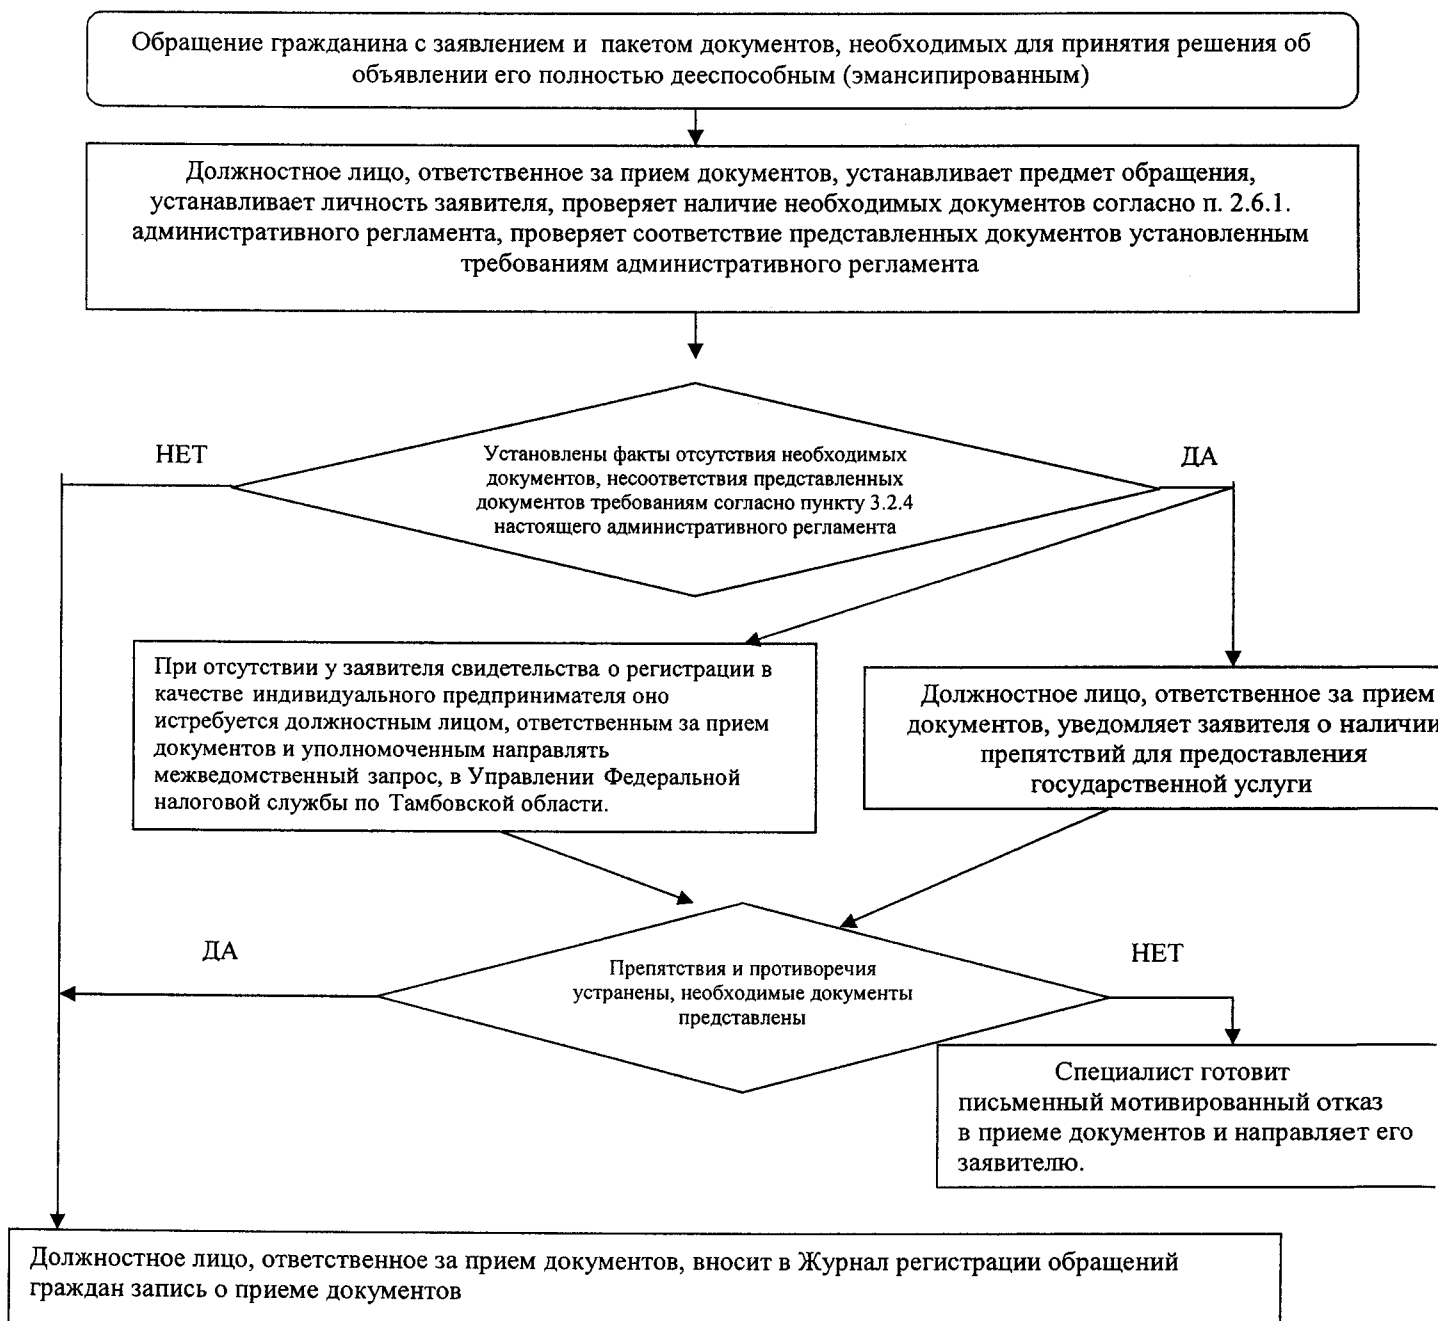 Обращение гражданина с заявлением и пакетом документов, необходимых для принятия решения об
объявлении его полностью дееспособным (эмансипированным)
Должностное лицо, ответственное за прием документов, устанавливает предмет обращения,
устанавливает личность заявителя, проверяет наличие необходимых документов согласно п. 2.6.1.
административного регламента, проверяет соответствие представленных документов установленным
требованиям административного регламента
НЕТ
Установлены факты отсутствия необходимых
документов, несоответствия представленных
документов требованиям согласно пункту 3.2.4
настоящего административного регламента
ДА
При отсутствии у заявителя свидетельства о регистрации в
качестве индивидуального предпринимателя оно
истребуется должностным лицом, ответственным за прием
документов и уполномоченным направлять
межведомственный запрос, в Управлении Федеральной
налоговой службы по Тамбовской области.
Должностное лицо, ответственное за прием
документов, уведомляет заявителя о наличии
препятствий для предоставления
государственной услуги
ДА
Препятствия и противоречия
устранены, необходимые документы
представлены
НЕТ
Специалист готовит
письменный мотивированный отказ
в приеме документов и направляет его
заявителю.
Должностное лицо, ответственное за прием документов, вносит в Журнал регистрации обращений
граждан запись о приеме документов